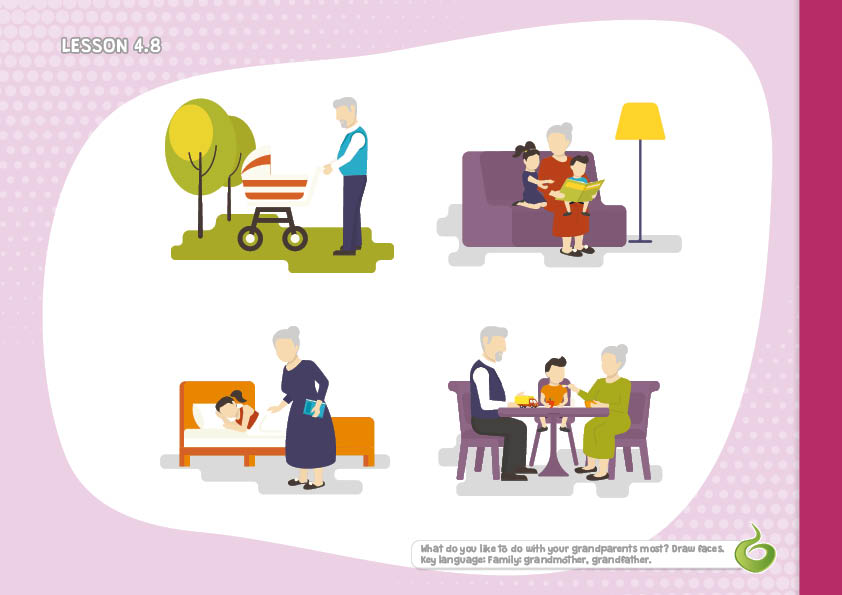 LESSON 4.8
What do you like to do with your grandparents most? Draw faces.
Key language: Family: grandmother, grandfather.